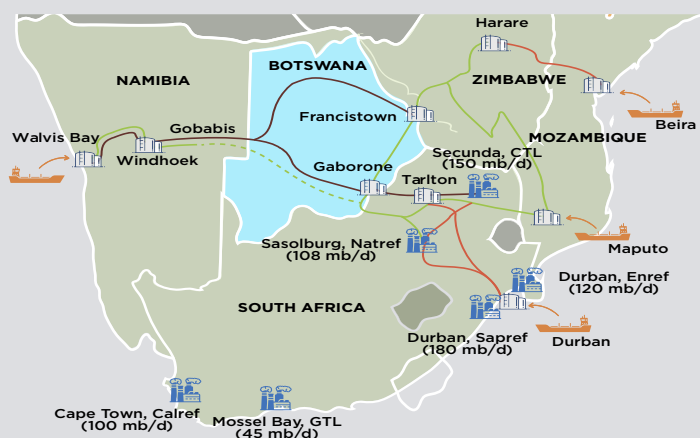 Harare
BOTSWANA
NAMIBIA
ZIMBABWE
Francistown
Beira
Gobabis
Walvis Bay
MOZAMBIQUE
Windhoek
Secunda, CTL
(150 mb/d)
Gaborone
Tarlton
Sasolburg, Natref
(108 mb/d)
Maputo
Durban, Enref
(120 mb/d)
SOUTH AFRICA
Durban, Sapref
(180 mb/d)
Durban
Cape Town, Calref
(100 mb/d)
Mossel Bay, GTL
(45 mb/d)